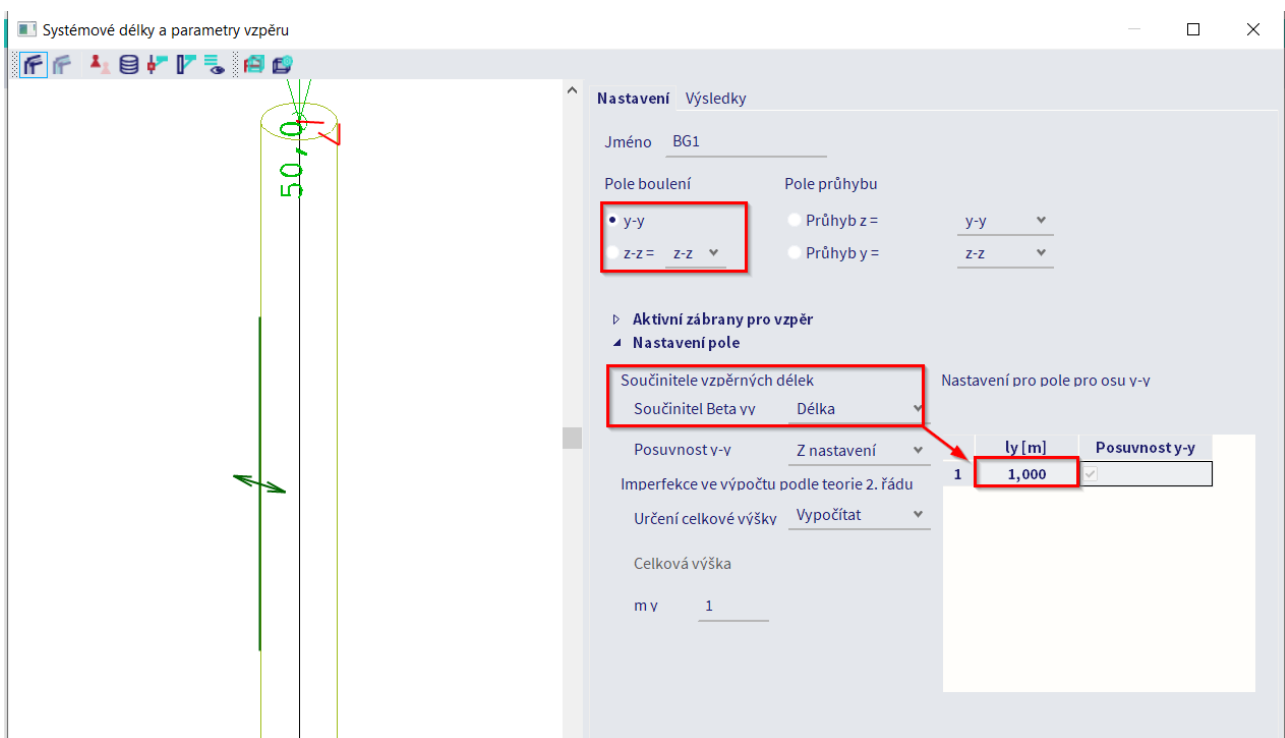 Systémové délky a parametry vzpěru
50,0
Nastavení Výsledky
Jméno BG1
Pole boulení Pole průhybu
y-y Průhyb z = y-y
z-z = z-z Průhyb y = z-z
Aktivní zábrany pro vzpěr
Nastavení pole
Součinitele vzpěrných délek Nastavení pro pole pro osu y-y
Součinitel Beta yy Délka
Posuvnost y-y Z nastavení ly [m] Posuvnost y-y
1 1,000
Imperfekce ve výpočtu podle teorie 2. řádu
Určení celkové výšky Vypočítat
Celková výška
m y 1